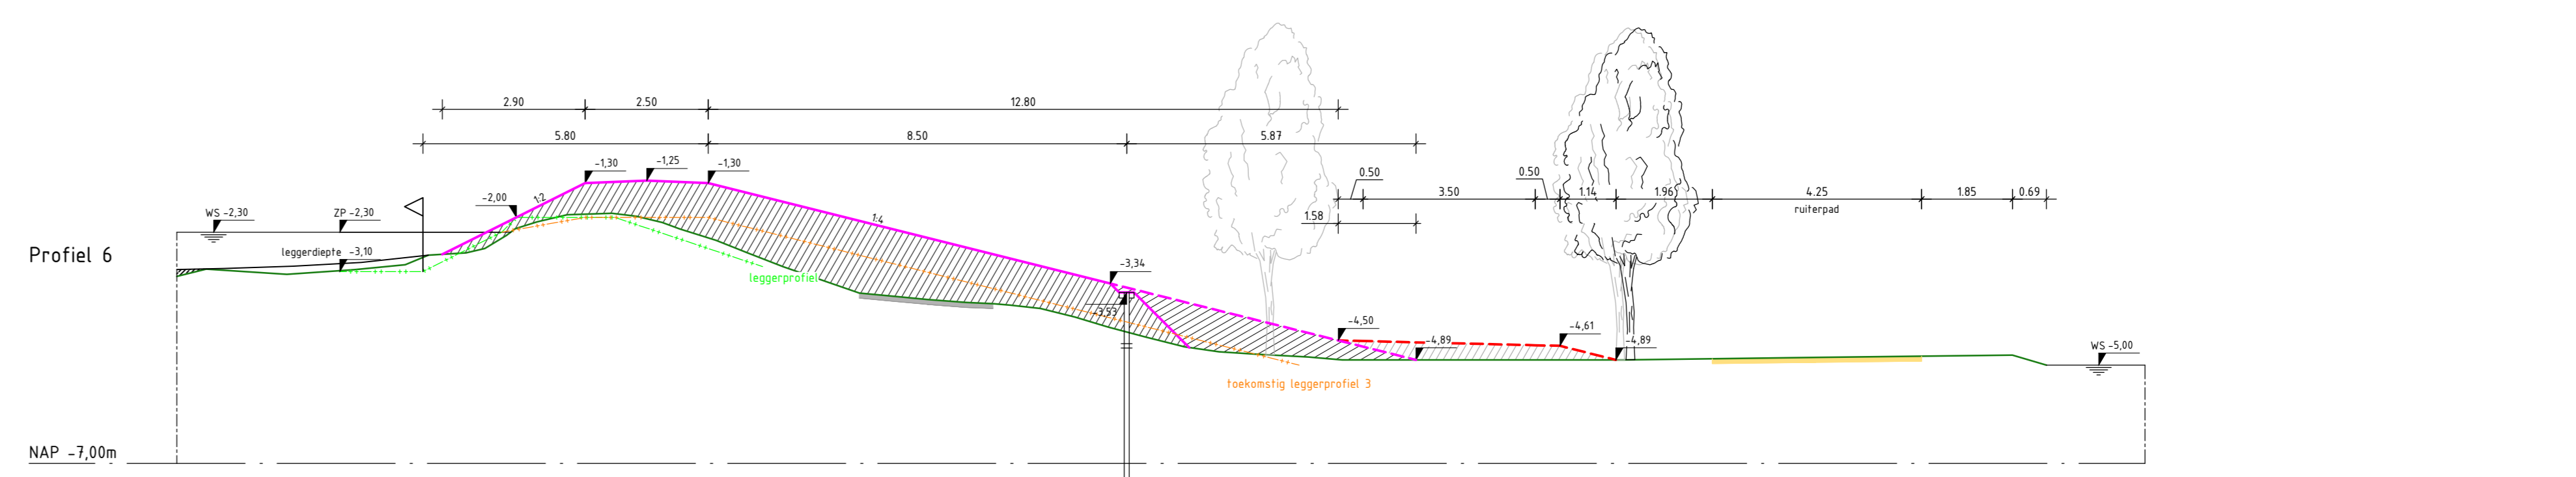 2.90 2.50 12.80
5.80 8.50 5.87
-1,30 -1,25 -1,30
0.50 0.50
3.50 1.14 1.96 4.25 1.85 0.69
ruiterpad
1:2
-2,00
WS -2,30 ZP -2,30
1:4
1.58
Profiel 6
leggerdiepte -3,10
-3,34
leggerprofiel
-3,53
-4,50 -4,61
-4,89 -4,89
WS -5,00
toekomstig leggerprofiel 3
NAP -7,00m